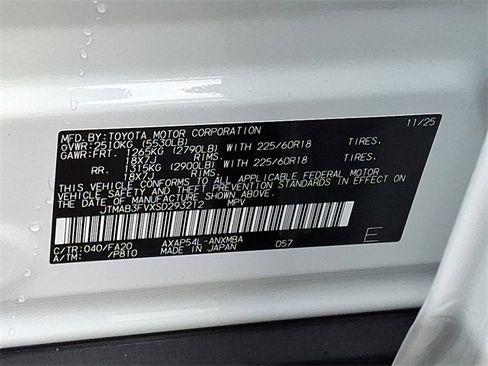 MFD. BY: TOYOTA MOTOR CORPORATION 11/25
GVWR: 2510KG (5530LB)
GAWR: FRT. 1265KG (2790LB) WITH 225/60R18 TIRES.
18X7J RIMS.
RR. 1315KG (2900LB) WITH 225/60R18 TIRES.
18X7J RIMS.
THIS VEHICLE CONFORMS TO ALL APPLICABLE FEDERAL MOTOR
VEHICLE SAFETY AND BUMPER STANDARDS IN EFFECT ON
THE DATE OF MANUFACTURE SHOWN ABOVE.
JTMAB3FVXSD293212 MPV
C/TR: 040/FA20 AXAP54L-ANXMBA
A/TM: /P810 MADE IN JAPAN 057 E